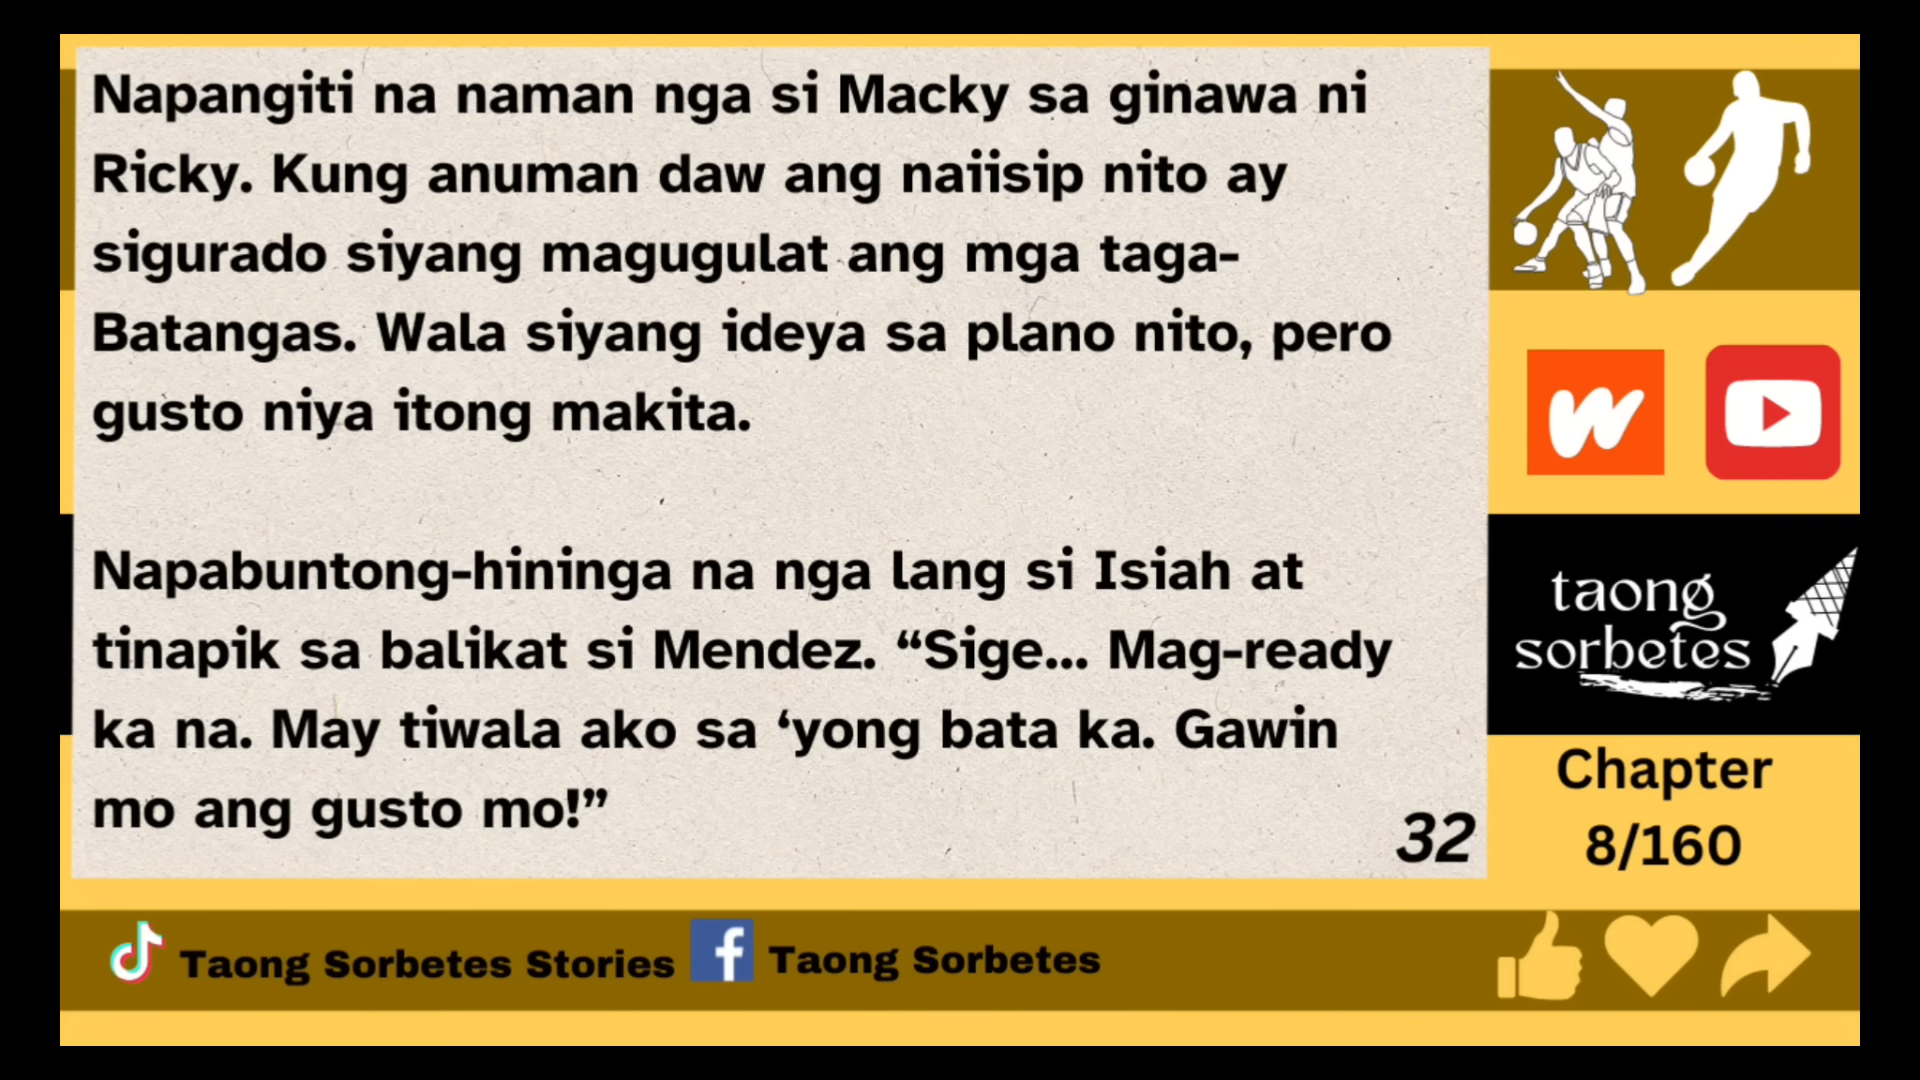 Napangiti na naman nga si Macky sa ginawa ni
Ricky. Kung anuman daw ang naiisip nito ay
sigurado siyang magugulat ang mga taga-
Batangas. Wala siyang ideya sa plano nito, pero
gusto niya itong makita.
Napabuntong-hininga na nga lang si Isiah at
tinapik sa balikat si Mendez. “Sige... Mag-ready
ka na. May tiwala ako sa ‘yong bata ka. Gawin
mo ang gusto mo!”
32
taong
sorbetes
Chapter
8/160
Taong Sorbetes Stories
Taong Sorbetes